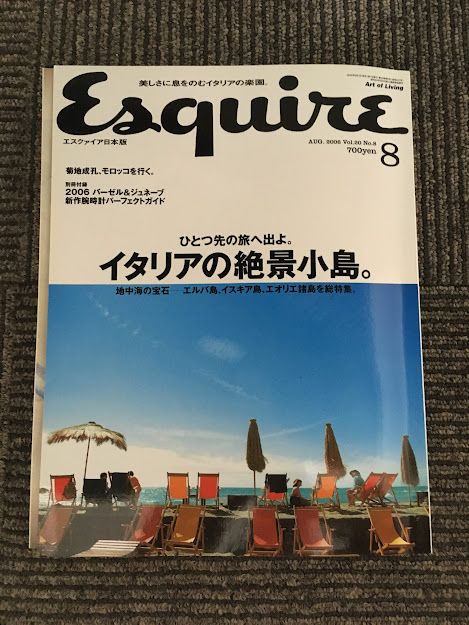 美しさに息をのむイタリアの楽園。
Art of Living
Esquire
エスクァイア日本版
AUG. 2006 Vol.20 No.8
700yen 8
菊地成孔、モロッコを行く。
別冊付録
2006 バーゼル&ジュネーブ
新作腕時計パーフェクトガイド
ひとつ先の旅へ出よ。
イタリアの絶景小島。
地中海の宝石──エルバ島、イスキア島、エオリエ諸島を総特集。